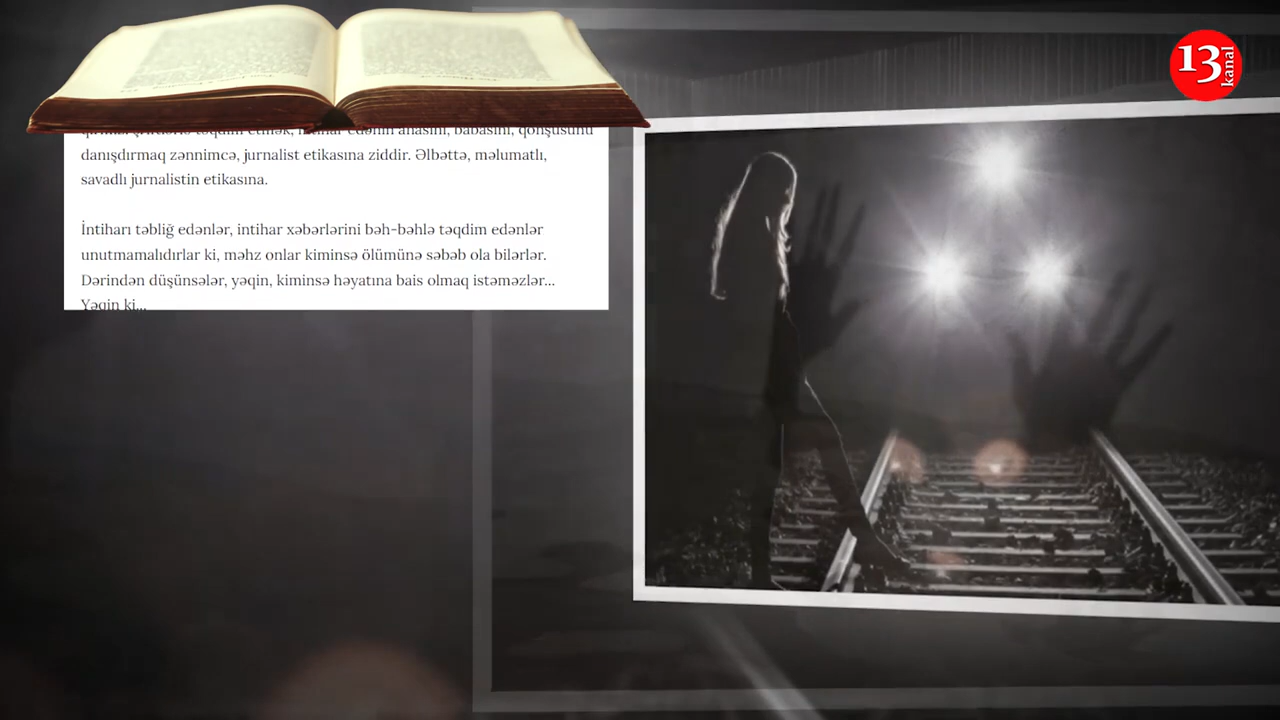 danışdırmaq zənnimcə, jurnalist etikasına ziddir. Əlbəttə, məlumatlı,
savadlı jurnalistin etikasına.
İntiharı təbliğ edənlər, intihar xəbərlərini bəh-bəhlə təqdim edənlər
unutmamalıdırlar ki, məhz onlar kiminsə ölümünə səbəb ola bilərlər.
Dərindən düşünsələr, yəqin, kiminsə həyatına bais olmaq istəməzlər...
Yəqin ki...
13 kanal